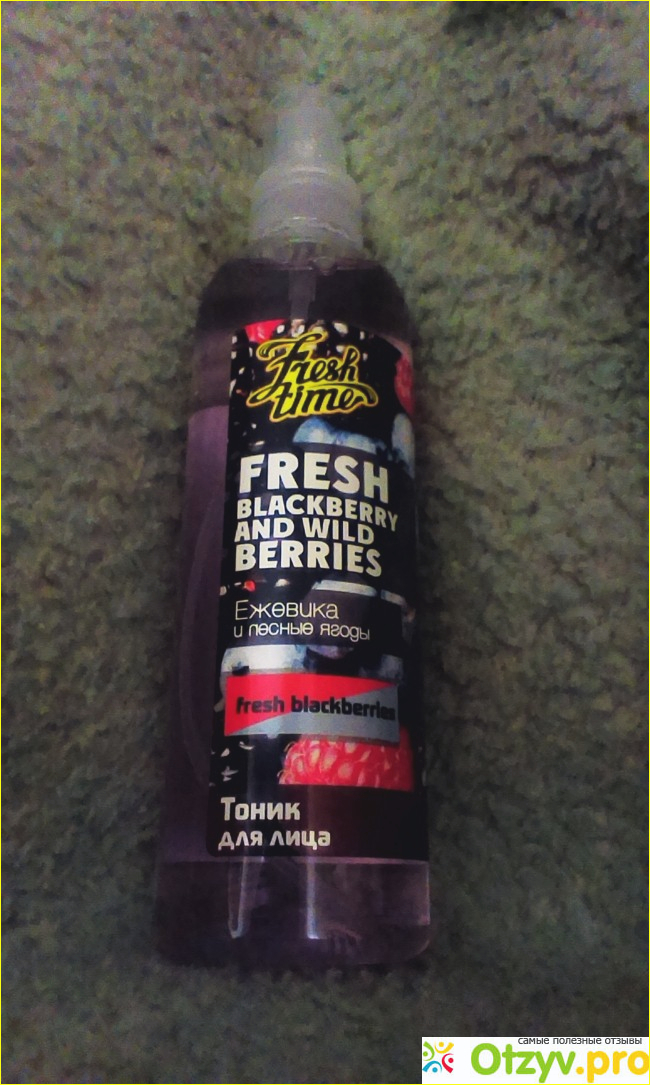 Fresh
time
FRESH
BLACKBERRY
AND WILD
BERRIES
Ежевика
и лесные ягоды
Fresh blackberries
Тоник
для лица
самые полезные отзывы
Otzyv.pro